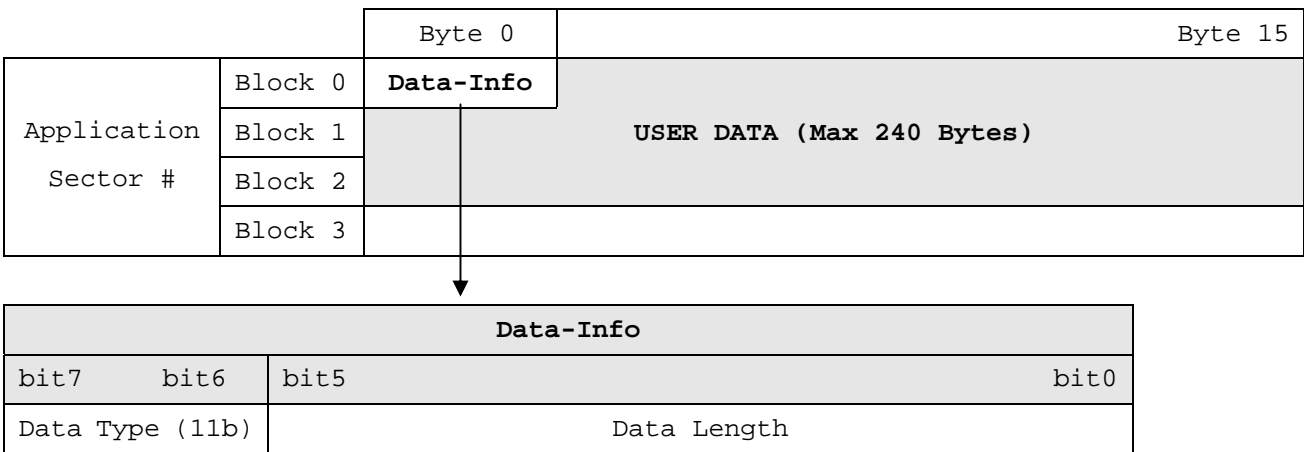 Byte 0 Byte 15
Block 0 Data-Info
Application Block 1 USER DATA (Max 240 Bytes)
Sector # Block 2
Block 3
Data-Info
bit7 bit6 bit5 bit0
Data Type (11b) Data Length